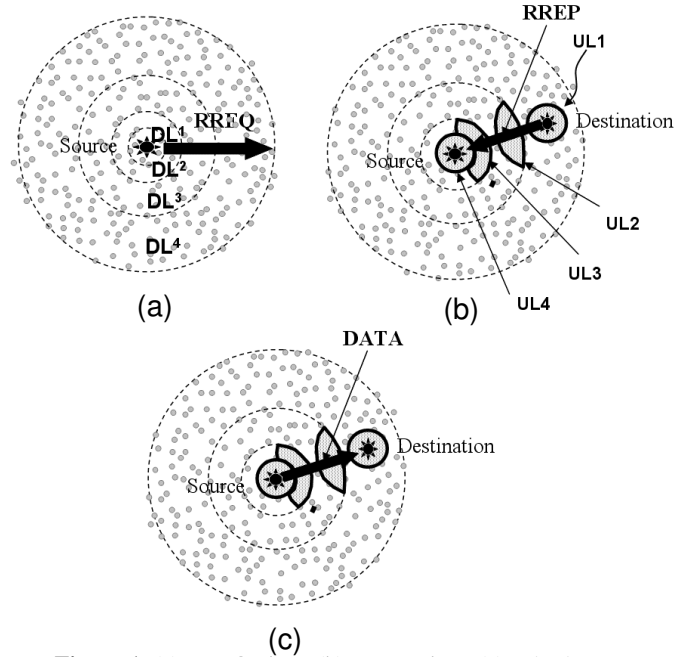 DL1
RREQ
Source
DL2
DL3
DL4
(a)
RREP
UL1
Destination
Source
UL2
UL3
UL4
(b)
DATA
Destination
Source
(c)